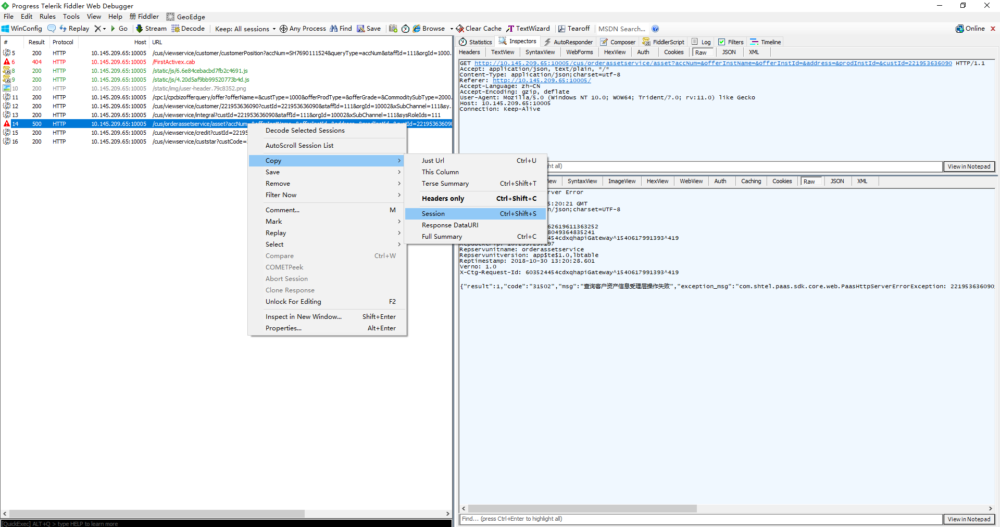 Progress Telerik Fiddler Web Debugger
File Edit Rules Tools View Help 册 Fiddler GeoEdge
WinConfig Replay Go Stream Decode Keep: All sessions Any Process Find Save Browse Clear Cache TextWizard Tearoff MSDN Search... Online
# Result Protocol Host URL
5 200 HTTP 10.145.209.65:10005 /cus/viewservice/customer/customerPosition?accNum=SH7690111524&queryType=accNum&staffId=111&orgId=1000.
6 404 HTTP 10.145.209.65:10005 /FirstActivex.cab
8 200 HTTP 10.145.209.65:10005 /static/js/6.6e84cebacbd7fb2c4691.js
9 200 HTTP 10.145.209.65:10005 /static/js/4.20d5af9bb99520773b4d.js
10 200 HTTP 10.145.209.65:10005 /static/img/user-header.79c8352.png
11 200 HTTP 10.145.209.65:10005 /cpc1/cpcbizofferquery/offer?offerName=&custType=1000&offerProdType=&offerGrade=&CommoditySubType=2000.
12 200 HTTP 10.145.209.65:10005 /cus/viewservice/customer/221953636090?custId=221953636090&staffId=111&orgId=10002&xSubChannel=111&sy.
13 200 HTTP 10.145.209.65:10005 /cus/viewservice/integral?custId=221953636090&staffId=111&orgId=10002&xSubChannel=111&sysRoleIds=111
14 500 HTTP 10.145.209.65:10005 /cus/orderassetservice/asset?accNum=&offerInstName=&offerInstId=&address=&prodInstId=&custId=221953636090
15 200 HTTP 10.145.209.65:10005 /cus/viewservice/credit?custId=22195
16 200 HTTP 10.145.209.65:10005 /cus/viewservice/custstar?custCode=
Decode Selected Sessions
AutoScroll Session List
Copy
Save
Remove
Filter Now
Comment... M
Mark
Replay
Select
Compare Ctrl+W
COMETPeek
Abort Session
Clone Response
Unlock For Editing F2
Inspect in New Window... Shift+Enter
Properties... Alt+Enter
Just Url Ctrl+U
This Column
Terse Summary Ctrl+Shift+T
Headers only Ctrl+Shift+C
Session Ctrl+Shift+S
Response DataURI
Full Summary Ctrl+C
[QuickExec] ALT+Q > type HELP to learn more
Statistics Inspectors AutoResponder Composer FiddlerScript Log Filters Timeline
Headers TextView SyntaxView WebForms HexView Auth Cookies Raw JSON XML
GET http://10.145.209.65:10005/cus/orderassetservice/asset?accNum=&offerInstName=&offerInstId=&address=&prodInstId=&custId=221953636090 HTTP/1.1
Accept: application/json, text/plain, */*
Content-Type: application/json;charset=utf-8
Referer: http://10.145.209.65:10005/
Accept-Language: zh-CN
Accept-Encoding: gzip, deflate
User-Agent: Mozilla/5.0 (Windows NT 10.0; WOW64; Trident/7.0; rv:11.0) like Gecko
Host: 10.145.209.65:10005
Connection: Keep-Alive
ht all) View in Notepad
iew SyntaxView ImageView HexView WebView Auth Caching Cookies Raw JSON XML
ver Error
5:20:21 GMT
n/json;charset=UTF-8
62619611363252
8049364835241
454cdxqhapiGateway^1540617991393^419
Repservunitname: orderassetservice
Repservunitversion: app$te$1.0,lbtable
Reptimestamp: 2018-10-30 13:20:28.601
Verno: 1.0
X-Ctg-Request-Id: 603524454cdxqhapiGateway^1540617991393^419
{"result":1,"code":"31502","msg":"查询客户资产信息受理层操作失败","exception_msg":"com.shtel.paas.sdk.core.web.PaasHttpServerErrorException: 221953636090
Find... (press Ctrl+Enter to highlight all) View in Notepad